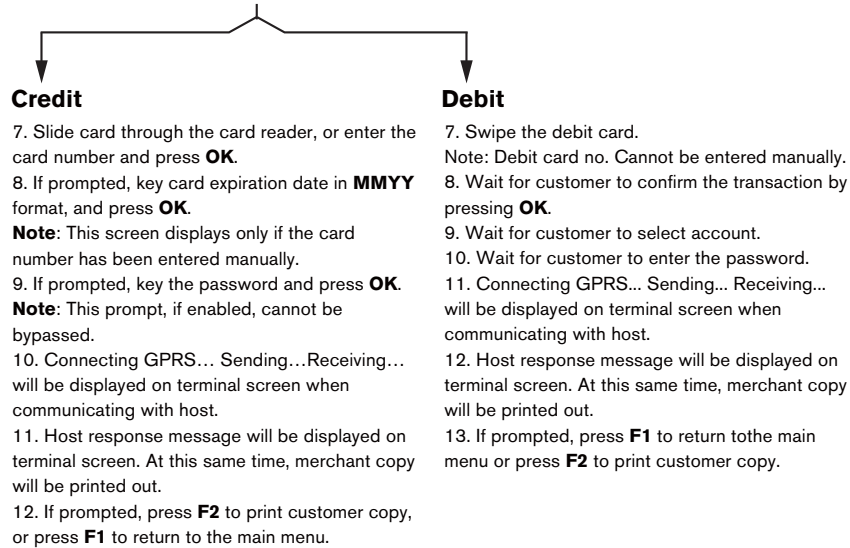 Credit
7. Slide card through the card reader, or enter the
card number and press OK.
8. If prompted, key card expiration date in MMYY
format, and press OK.
Note: This screen displays only if the card
number has been entered manually.
9. If prompted, key the password and press OK.
Note: This prompt, if enabled, cannot be
bypassed.
10. Connecting GPRS… Sending…Receiving…
will be displayed on terminal screen when
communicating with host.
11. Host response message will be displayed on
terminal screen. At this same time, merchant copy
will be printed out.
12. If prompted, press F2 to print customer copy,
or press F1 to return to the main menu.
Debit
7. Swipe the debit card.
Note: Debit card no. Cannot be entered manually.
8. Wait for customer to confirm the transaction by
pressing OK.
9. Wait for customer to select account.
10. Wait for customer to enter the password.
11. Connecting GPRS... Sending... Receiving...
will be displayed on terminal screen when
communicating with host.
12. Host response message will be displayed on
terminal screen. At this same time, merchant copy
will be printed out.
13. If prompted, press F1 to return tothe main
menu or press F2 to print customer copy.